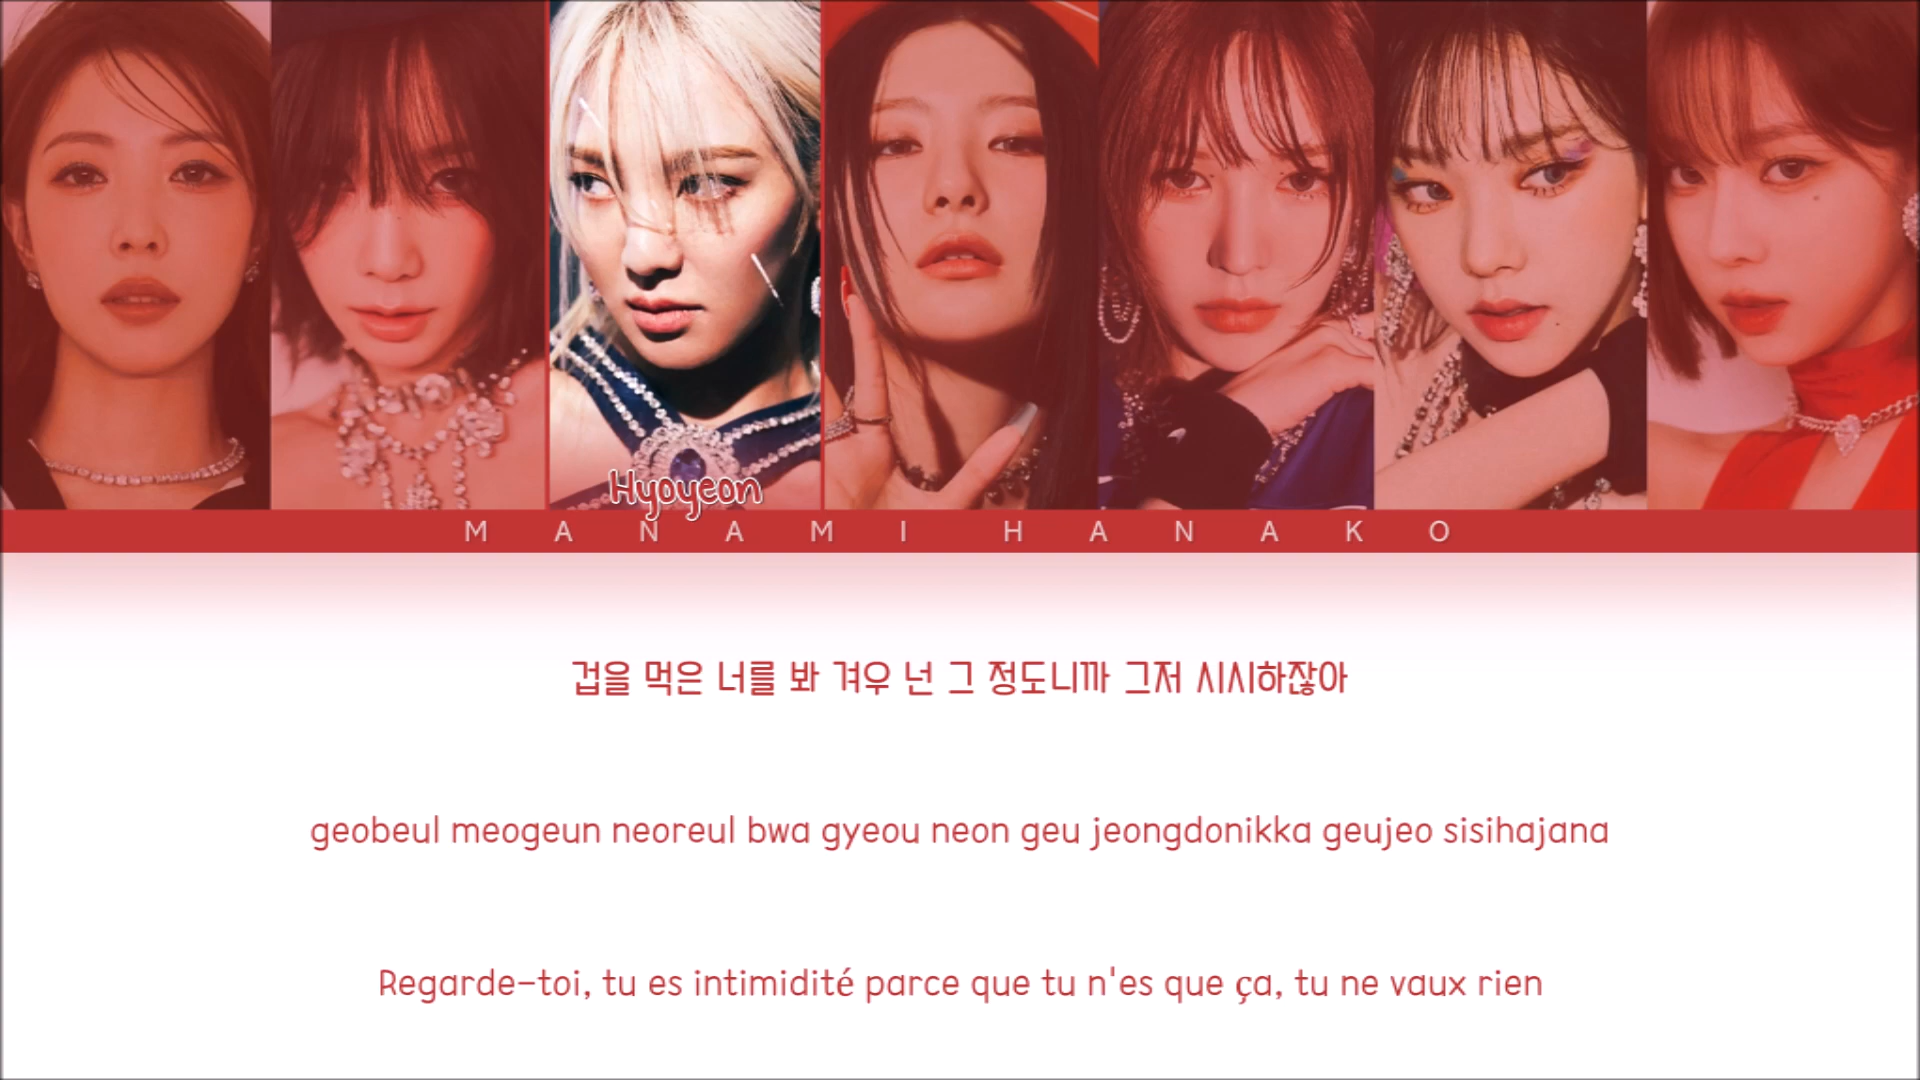 Hyoyeon
MANAMI HANAKO
겁을 먹은 너를 봐 겨우 넌 그 정도니까 그저 시시하잖아
geobeul meogeun neoreul bwa gyeou neon geu jeongdonikka geujeo sisihajana
Regarde-toi, tu es intimidité parce que tu n'es que ça, tu ne vaux rien